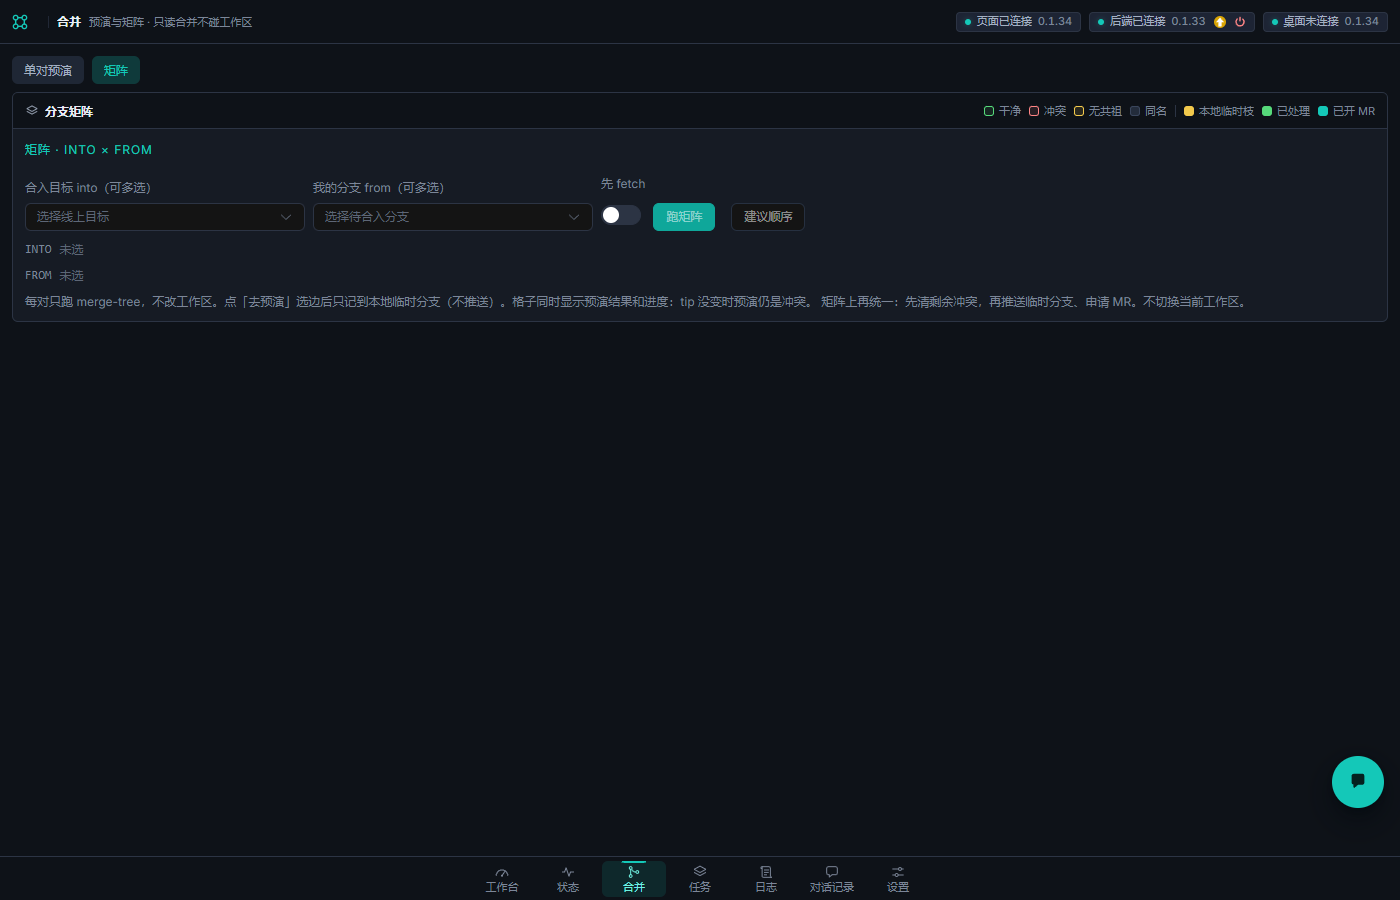 合并 预演与矩阵 · 只读合并不碰工作区 页面已连接 0.1.34 后端已连接 0.1.33 桌面未连接 0.1.34
单对预演 矩阵
分支矩阵 干净 冲突 无共祖 同名 本地临时枝 已处理 已开 MR
矩阵 · INTO × FROM
合入目标 into（可多选） 我的分支 from（可多选） 先 fetch
选择线上目标 选择待合入分支 跑矩阵 建议顺序
INTO 未选
FROM 未选
每对只跑 merge-tree，不改工作区。点「去预演」选边后只记到本地临时分支（不推送）。格子同时显示预演结果和进度：tip 没变时预演仍是冲突。 矩阵上再统一：先清剩余冲突，再推送临时分支、申请 MR。不切换当前工作区。
工作台 状态 合并 任务 日志 对话记录 设置